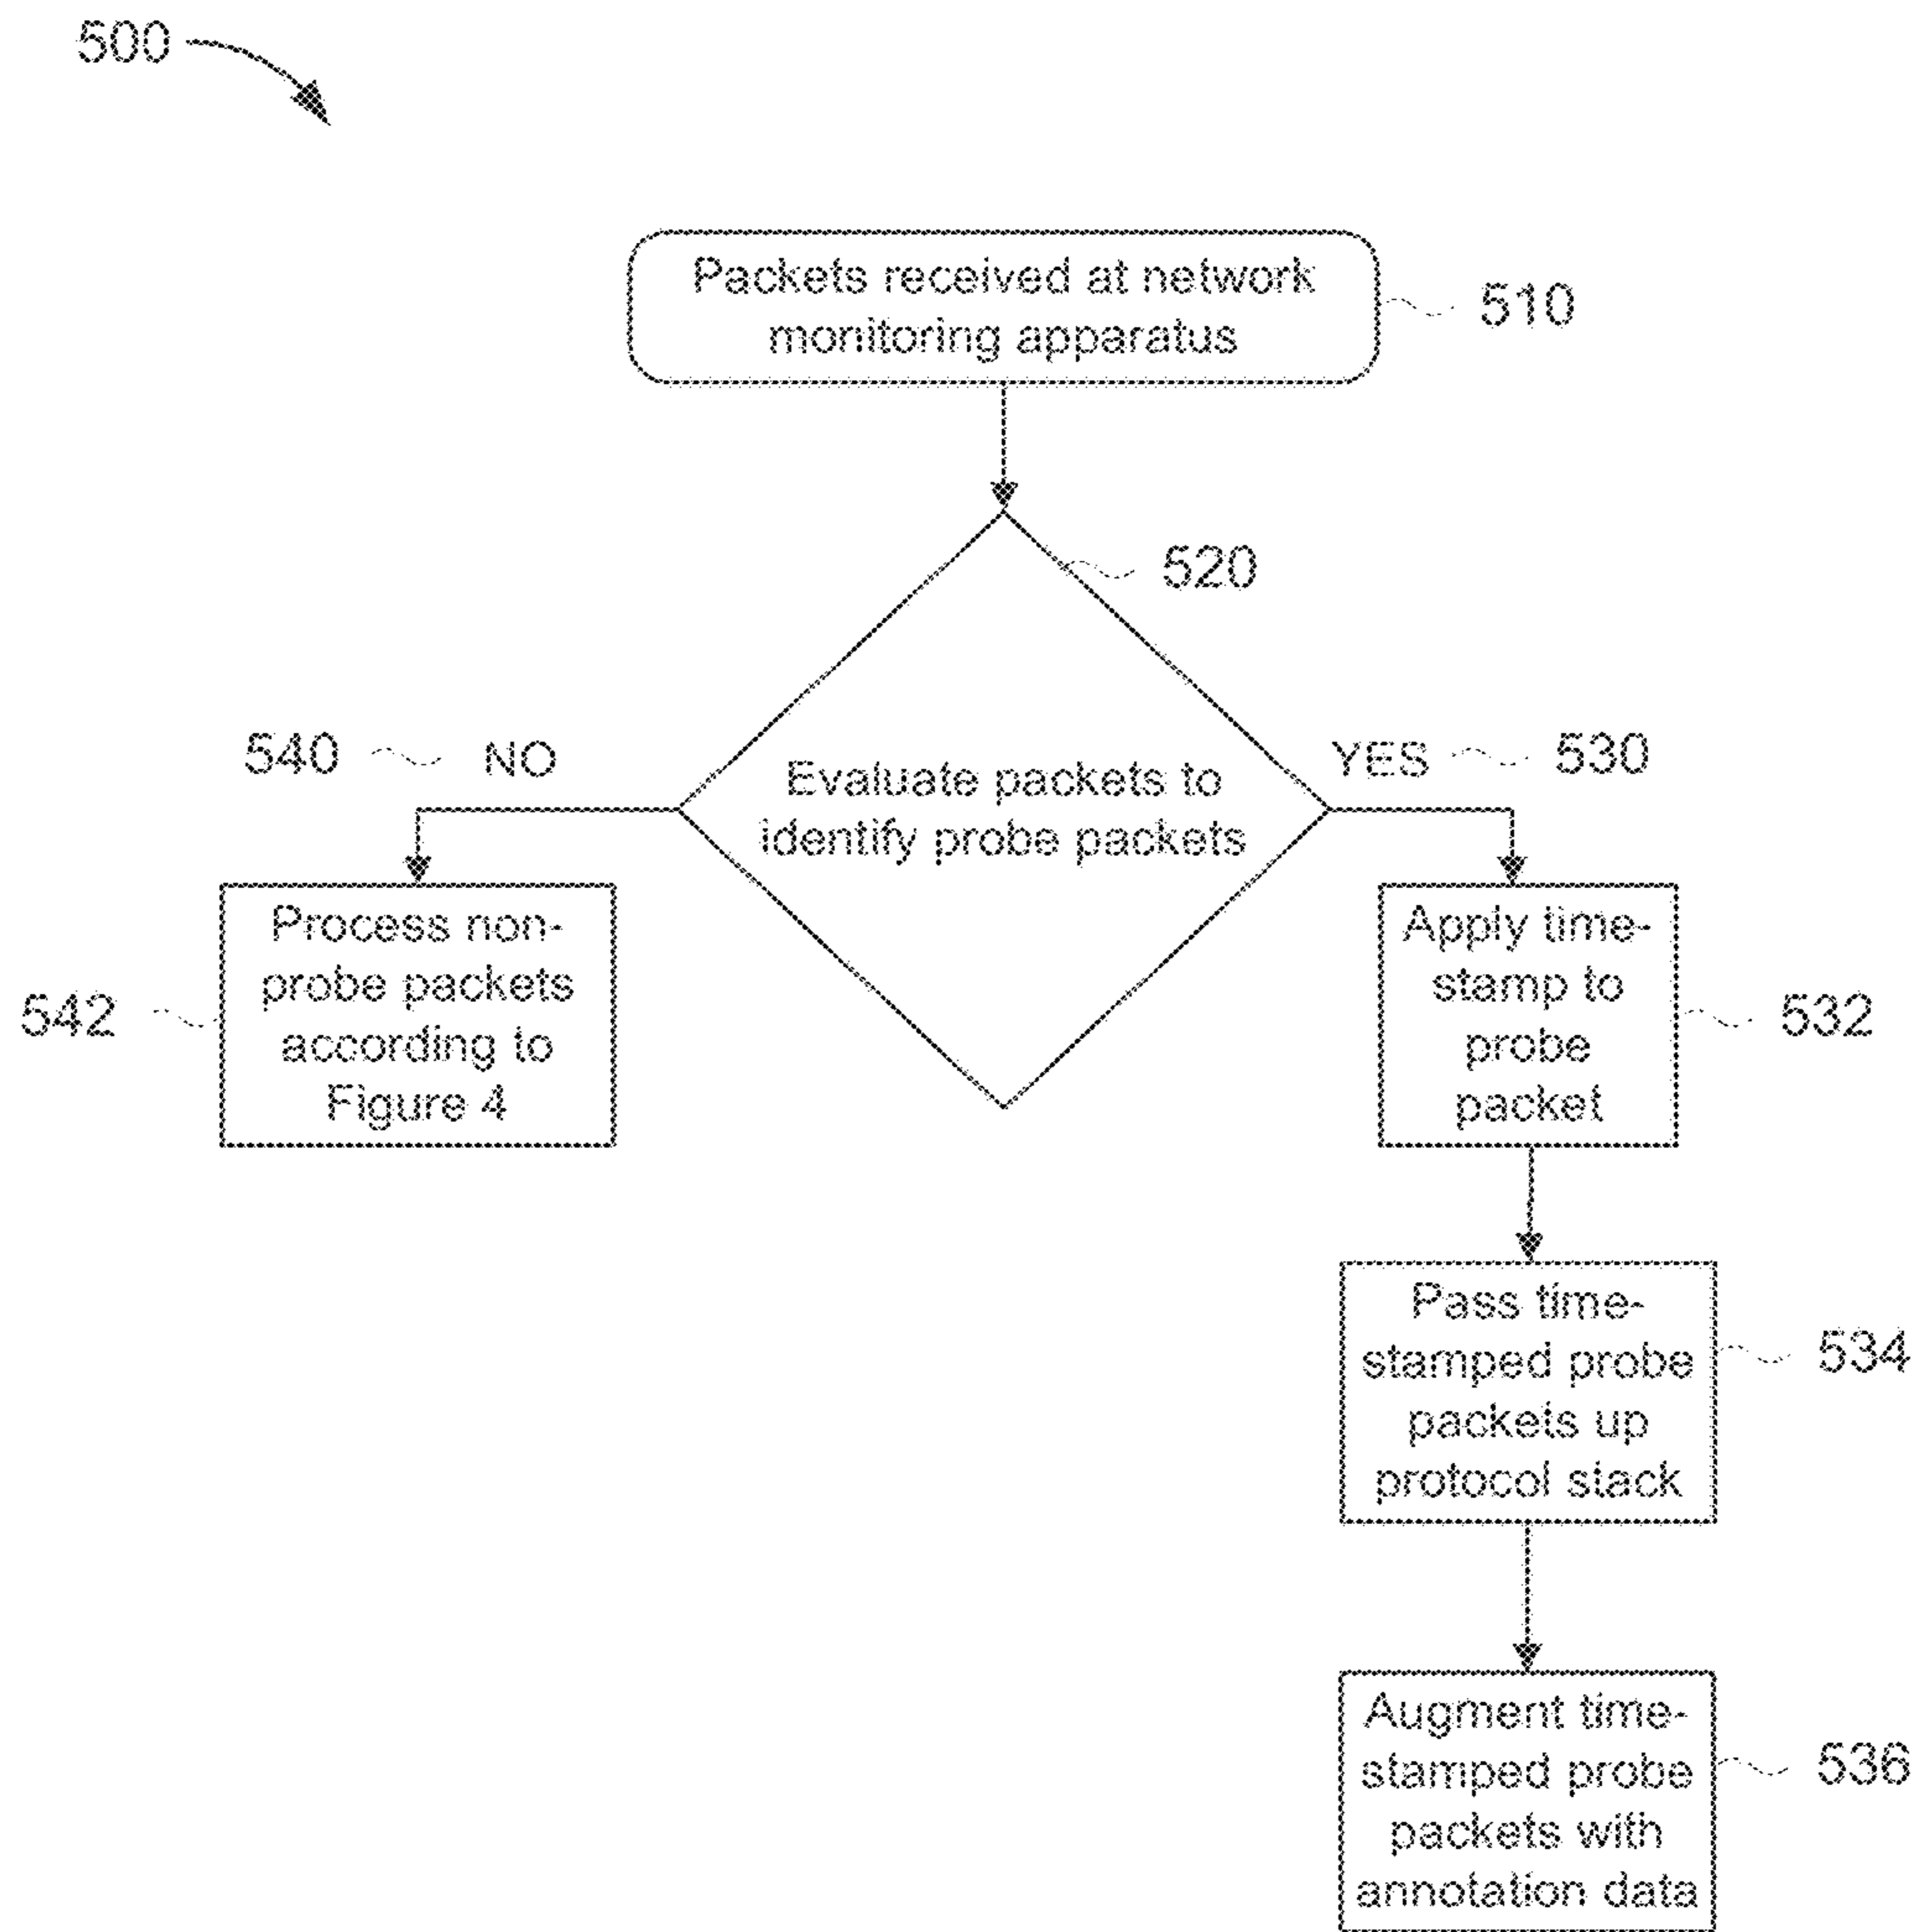 500
Packets received at network
monitoring apparatus
510
520
540
NO
YES
530
Evaluate packets to
identify probe packets
Process non-
probe packets
according to
Figure 4
542
Apply time-
stamp to
probe
packet
532
Pass time-
stamped probe
packets up
protocol stack
534
Augment time-
stamped probe
packets with
annotation data
536